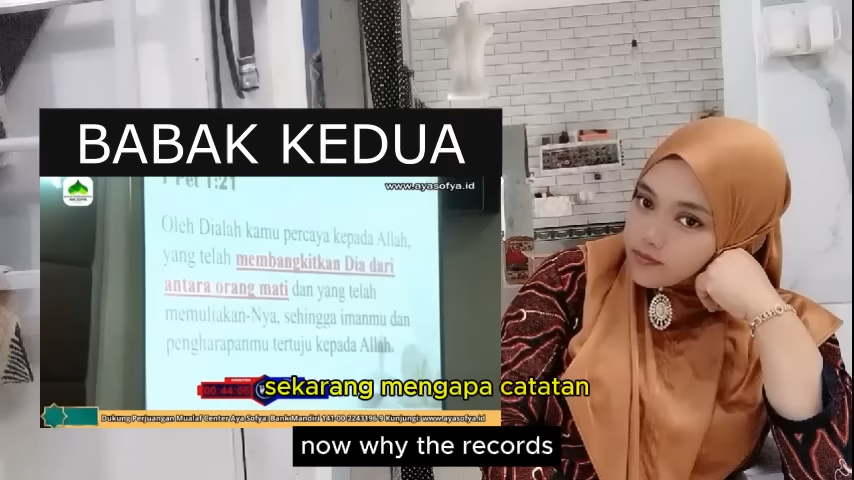 BABAK KEDUA
1 Pet 1:21
www.ayasofya.id
AYA SOFYA
Oleh Dialah kamu percaya kepada Allah,
yang telah membangkitkan Dia dari
antara orang mati dan yang telah
memuliakan-Nya, sehingga imanmu dan
pengharapanmu tertuju kepada Allah.
sekarang mengapa catatan
Dukung Perjuangan Mualaf Center Aya Sofya: Bank Mandiri 141-00-2243196-9 Kunjungi: www.ayasofya.id
now why the records